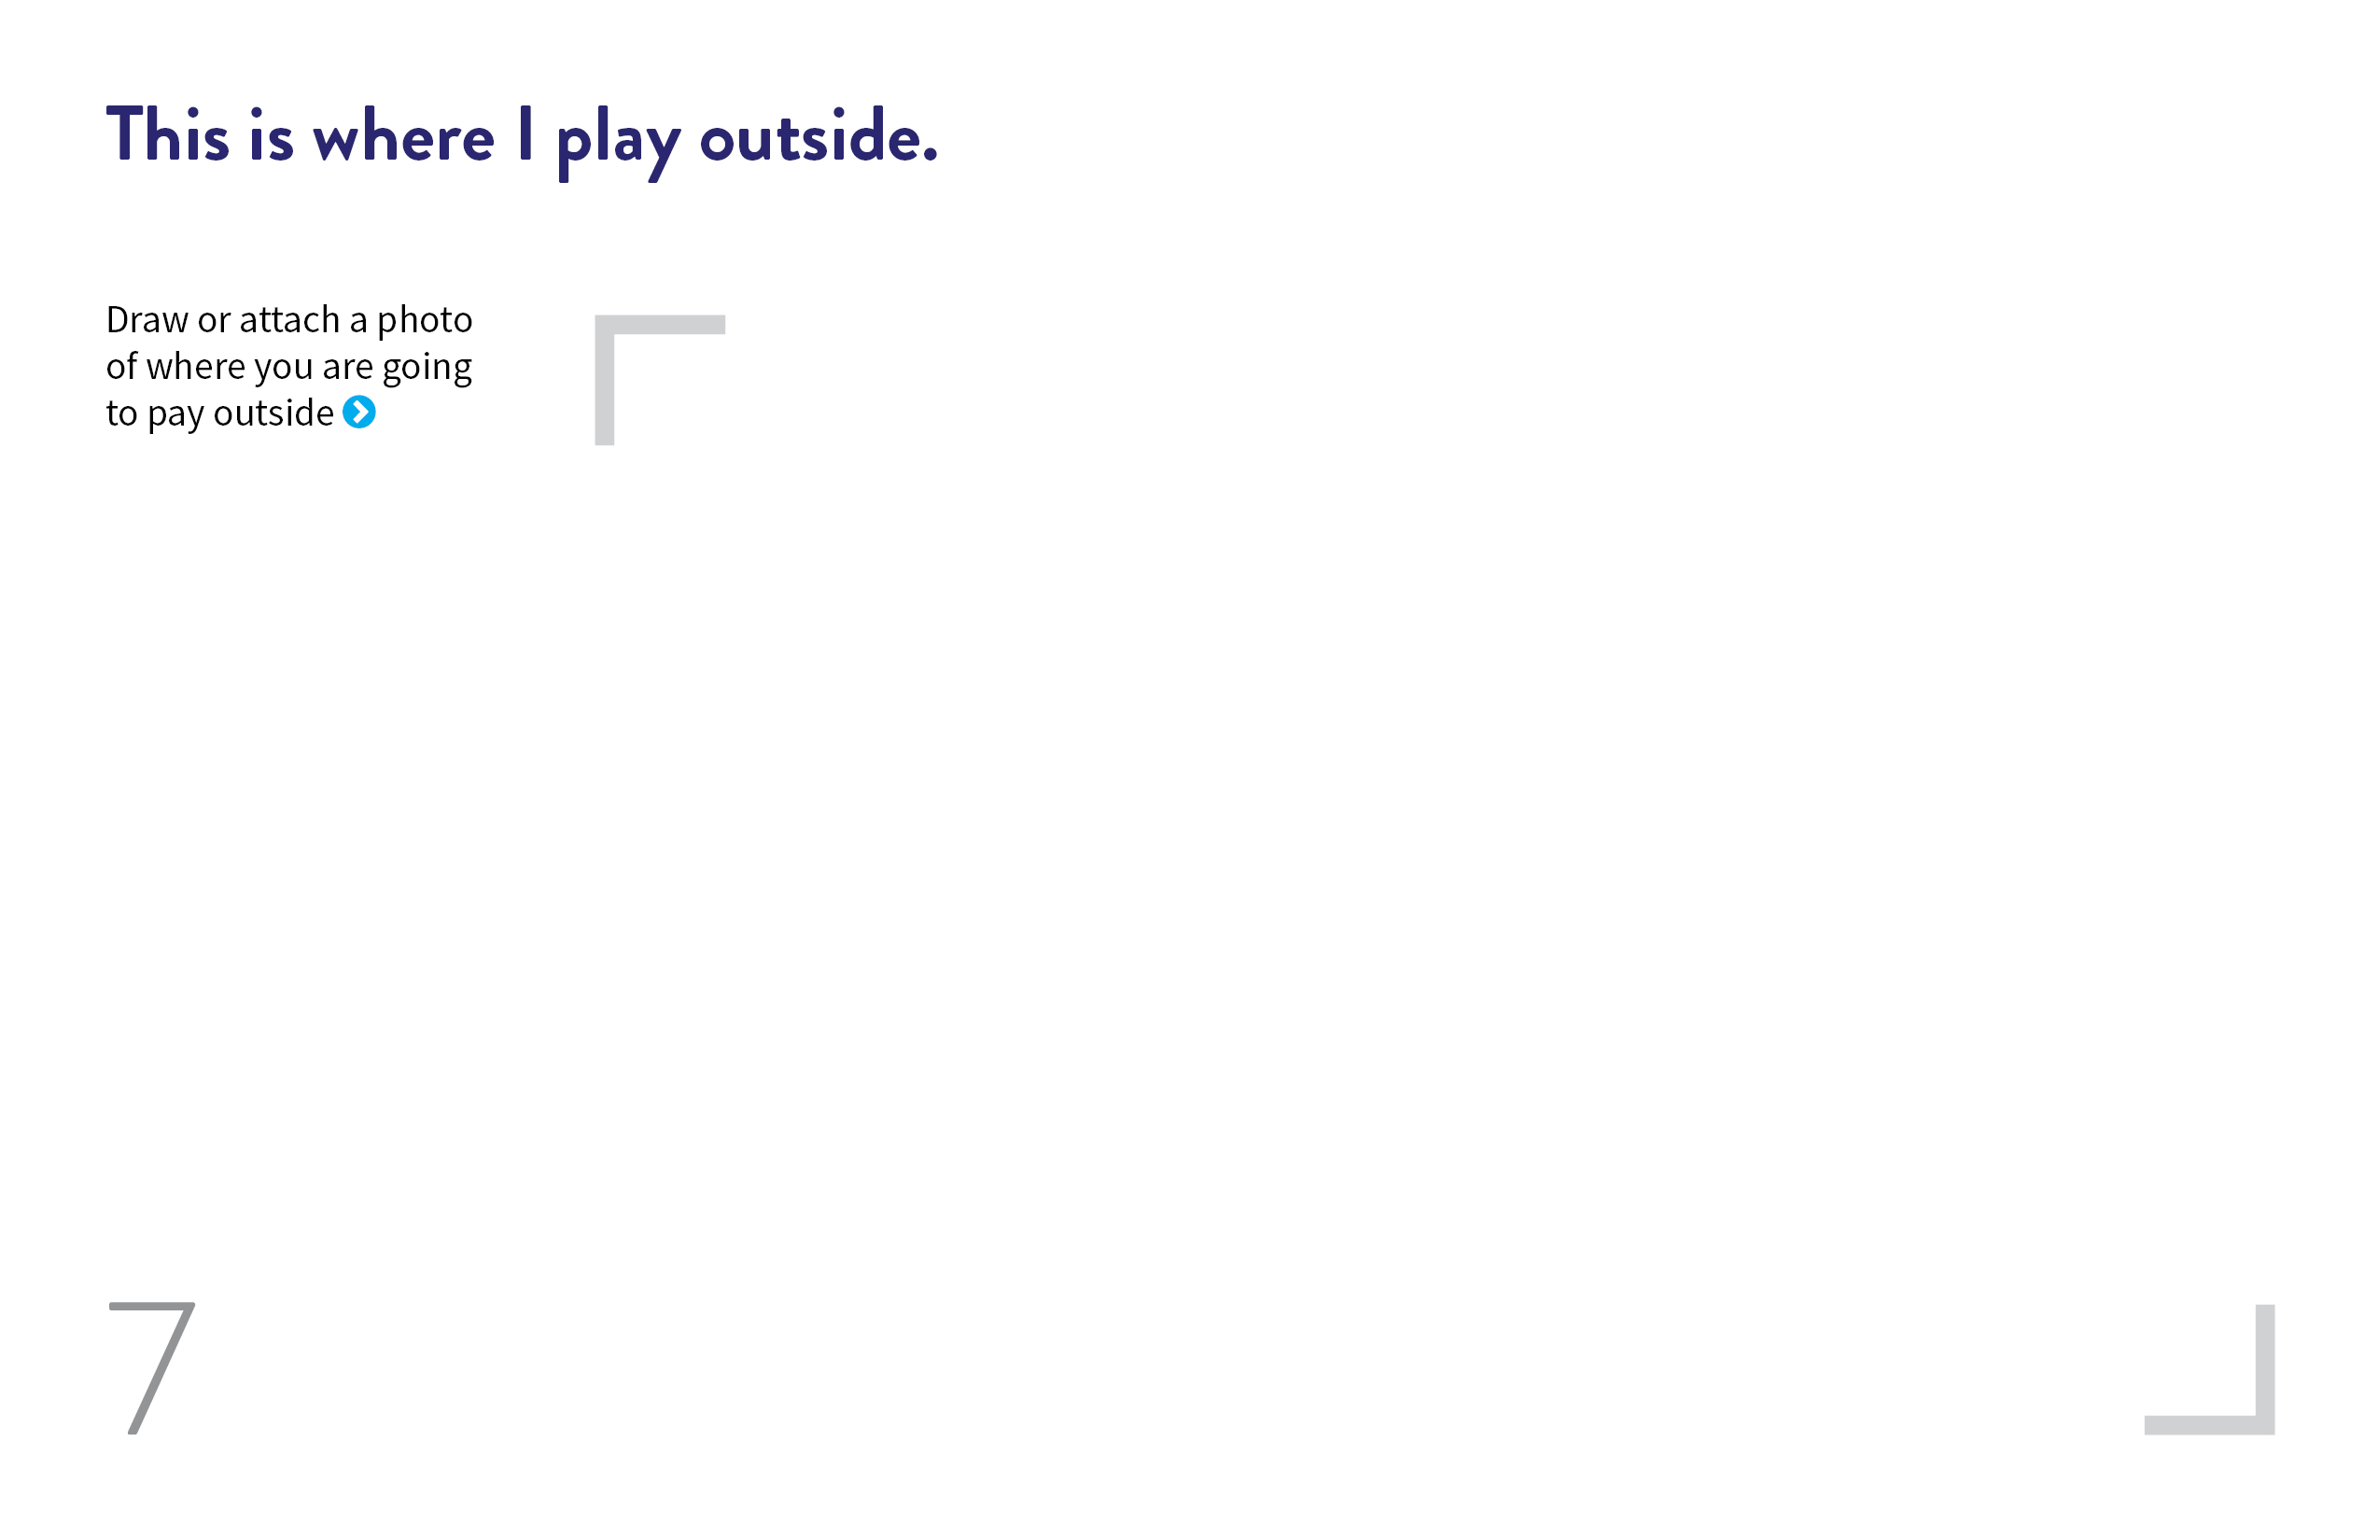 This is where I play outside.
Draw or attach a photo
of where you are going
to pay outside
7